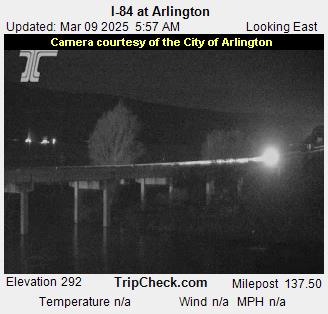 I-84 at Arlington
Updated: Mar 09 2025 5:57 AM Looking East
Camera courtesy of the City of Arlington
Elevation 292 TripCheck.com Milepost 137.50
Temperature n/a Wind n/a MPH n/a